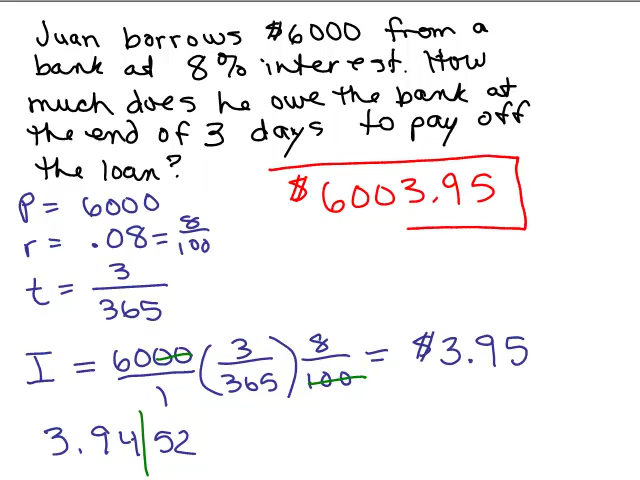 Juan borrows $6000 from a
bank at 8% interest. How
much does he owe the bank at
the end of 3 days to pay off
the loan?
$6003.95
P = 6000
r = .08 = 8/100
t = 3/365
I = 6000/1 (3/365) 8/100 = $3.95
3.94|52